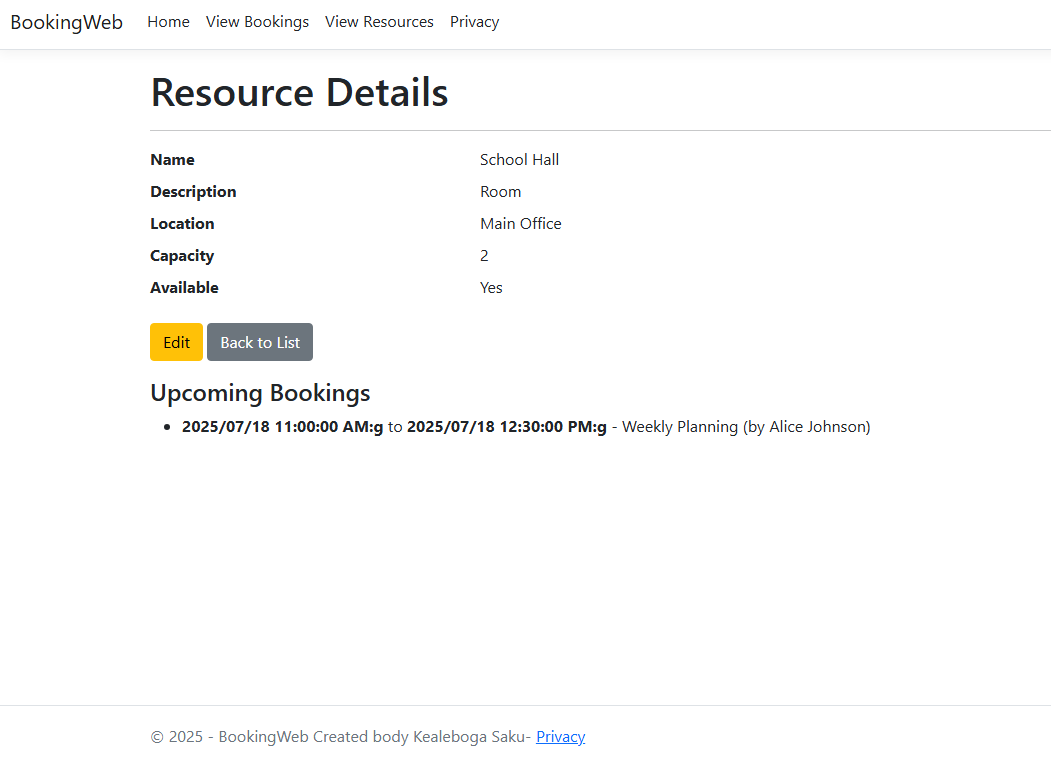 BookingWeb Home View Bookings View Resources Privacy
Resource Details
Name School Hall
Description Room
Location Main Office
Capacity 2
Available Yes
Edit Back to List
Upcoming Bookings
2025/07/18 11:00:00 AM:g to 2025/07/18 12:30:00 PM:g - Weekly Planning (by Alice Johnson)
© 2025 - BookingWeb Created body Kealeboga Saku- Privacy